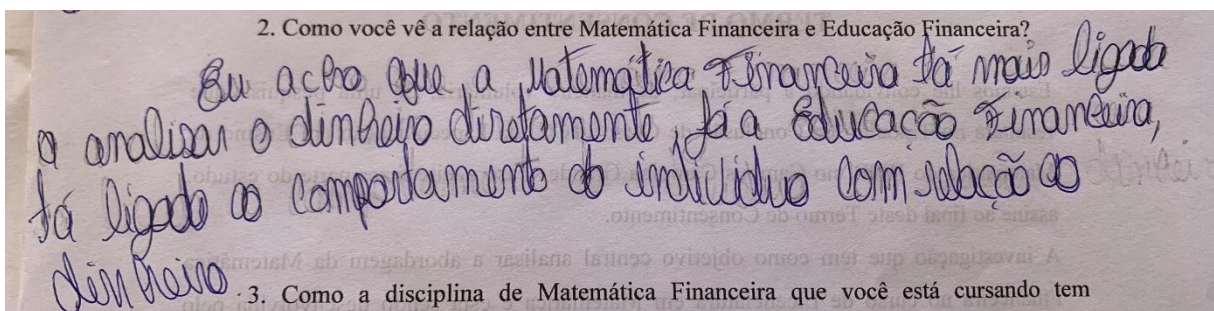 2. Como você vê a relação entre Matemática Financeira e Educação Financeira?
Eu acho que a Matemática Financeira tá mais ligada
a analisar o dinheiro diretamente, já a Educação Financeira,
tá ligado ao comportamento do indivíduo com relação ao
dinheiro.
3. Como a disciplina de Matemática Financeira que você está cursando tem